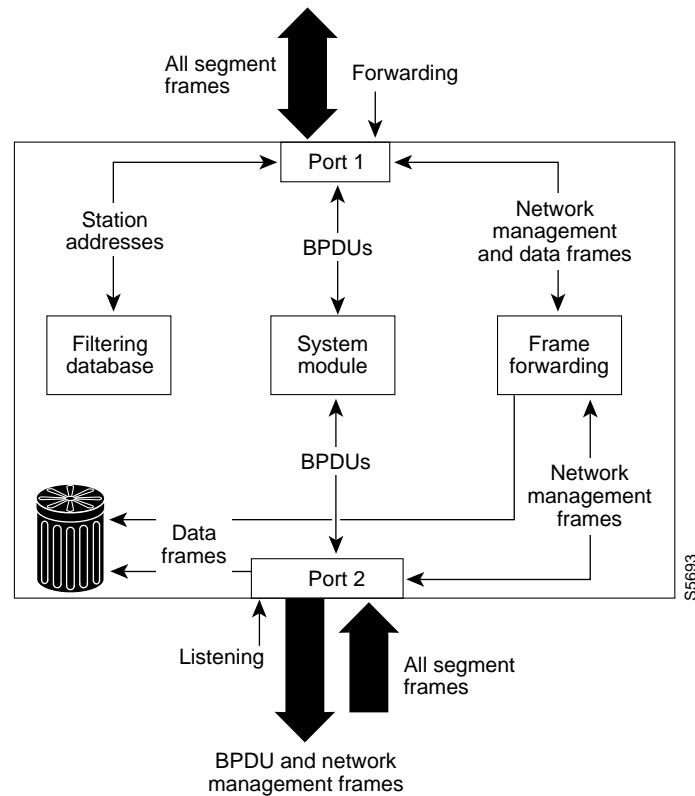 All segment
frames
Forwarding
Port 1
Station
addresses
BPDUs
Network
management
and data frames
Filtering
database
System
module
Frame
forwarding
BPDUs
Network
management
frames
Data
frames
Port 2
Listening
All segment
frames
BPDU and network
management frames
S5693